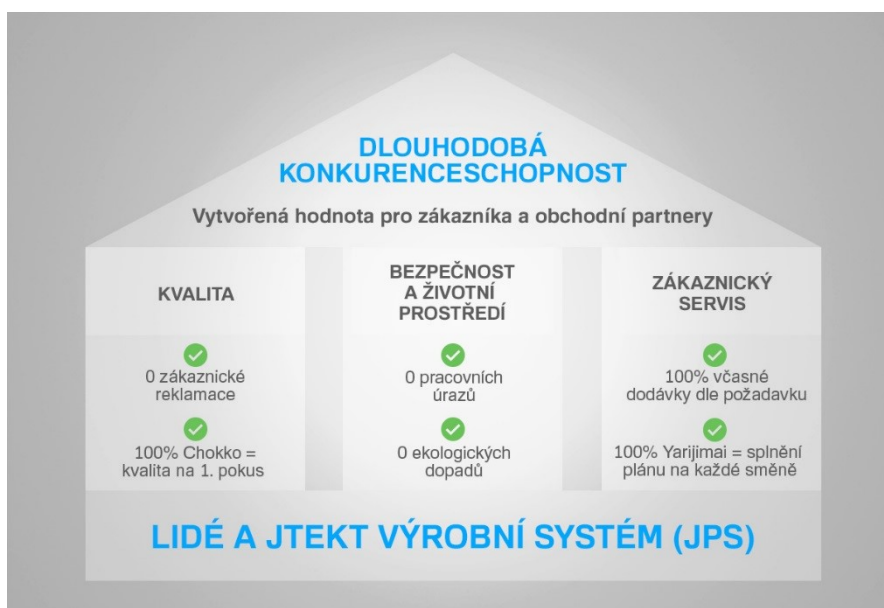 DLOUHODOBÁ
KONKURENCESCHOPNOST
Vytvořená hodnota pro zákazníka a obchodní partnery
KVALITA
0 zákaznické
reklamace
100% Chokko =
kvalita na 1. pokus
BEZPEČNOST
A ŽIVOTNÍ
PROSTŘEDÍ
0 pracovních
úrazů
0 ekologických
dopadů
ZÁKAZNICKÝ
SERVIS
100% včasné
dodávky dle požadavku
100% Yarijimai = splnění
plánu na každé směně
LIDÉ A JTEKT VÝROBNÍ SYSTÉM (JPS)